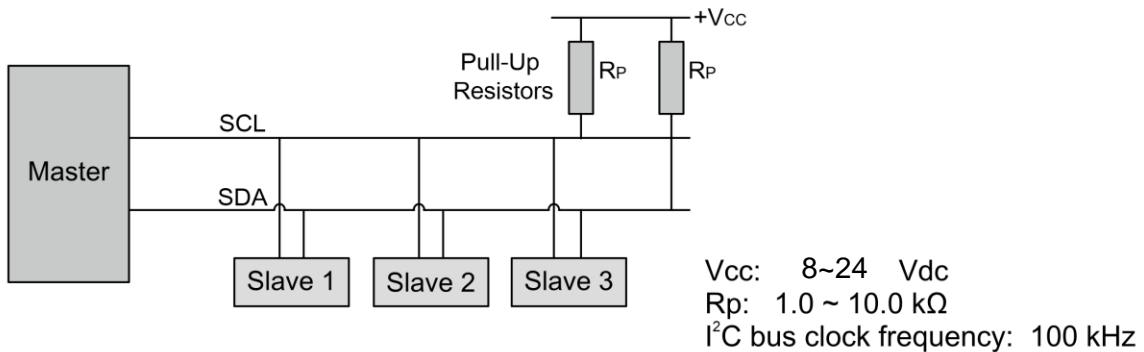 +Vcc
Pull-Up
Resistors
RP
RP
SCL
Master
SDA
Slave 1
Slave 2
Slave 3
Vcc: 8~24 Vdc
Rp: 1.0 ~ 10.0 kΩ
I²C bus clock frequency: 100 kHz